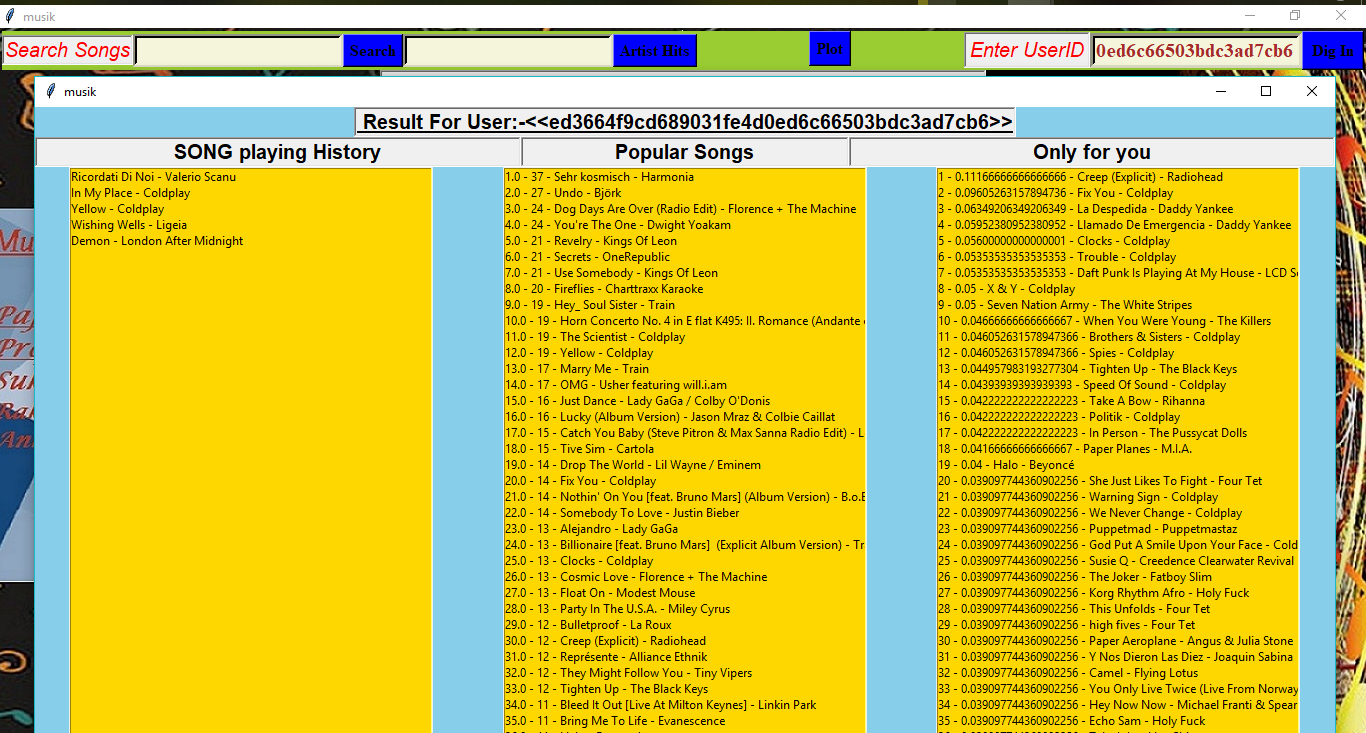 musik
Search Songs Search Artist Hits Plot Enter UserID 0ed6c66503bdc3ad7cb6 Dig In
musik
Result For User:-<<ed3664f9cd689031fe4d0ed6c66503bdc3ad7cb6>>
SONG playing History
Ricordati Di Noi - Valerio Scanu
In My Place - Coldplay
Yellow - Coldplay
Wishing Wells - Ligeia
Demon - London After Midnight
Popular Songs
1.0 - 37 - Sehr kosmisch - Harmonia
2.0 - 27 - Undo - Björk
3.0 - 24 - Dog Days Are Over (Radio Edit) - Florence + The Machine
4.0 - 24 - You're The One - Dwight Yoakam
5.0 - 21 - Revelry - Kings Of Leon
6.0 - 21 - Secrets - OneRepublic
7.0 - 21 - Use Somebody - Kings Of Leon
8.0 - 20 - Fireflies - Charttraxx Karaoke
9.0 - 19 - Hey_ Soul Sister - Train
10.0 - 19 - Horn Concerto No. 4 in E flat K495: II. Romance (Andante
11.0 - 19 - The Scientist - Coldplay
12.0 - 19 - Yellow - Coldplay
13.0 - 17 - Marry Me - Train
14.0 - 17 - OMG - Usher featuring will.i.am
15.0 - 16 - Just Dance - Lady GaGa / Colby O'Donis
16.0 - 16 - Lucky (Album Version) - Jason Mraz & Colbie Caillat
17.0 - 15 - Catch You Baby (Steve Pitron & Max Sanna Radio Edit) - L
18.0 - 15 - Tive Sim - Cartola
19.0 - 14 - Drop The World - Lil Wayne / Eminem
20.0 - 14 - Fix You - Coldplay
21.0 - 14 - Nothin' On You [feat. Bruno Mars] (Album Version) - B.o.B
22.0 - 14 - Somebody To Love - Justin Bieber
23.0 - 13 - Alejandro - Lady GaGa
24.0 - 13 - Billionaire [feat. Bruno Mars]  (Explicit Album Version) - Tr
25.0 - 13 - Clocks - Coldplay
26.0 - 13 - Cosmic Love - Florence + The Machine
27.0 - 13 - Float On - Modest Mouse
28.0 - 13 - Party In The U.S.A. - Miley Cyrus
29.0 - 12 - Bulletproof - La Roux
30.0 - 12 - Creep (Explicit) - Radiohead
31.0 - 12 - Représente - Alliance Ethnik
32.0 - 12 - They Might Follow You - Tiny Vipers
33.0 - 12 - Tighten Up - The Black Keys
34.0 - 11 - Bleed It Out [Live At Milton Keynes] - Linkin Park
35.0 - 11 - Bring Me To Life - Evanescence
Only for you
1 - 0.11166666666666666 - Creep (Explicit) - Radiohead
2 - 0.09605263157894736 - Fix You - Coldplay
3 - 0.06349206349206349 - La Despedida - Daddy Yankee
4 - 0.05952380952380952 - Llamado De Emergencia - Daddy Yankee
5 - 0.05600000000000001 - Clocks - Coldplay
6 - 0.05353535353535353 - Trouble - Coldplay
7 - 0.05353535353535353 - Daft Punk Is Playing At My House - LCD S
8 - 0.05 - X & Y - Coldplay
9 - 0.05 - Seven Nation Army - The White Stripes
10 - 0.04666666666666667 - When You Were Young - The Killers
11 - 0.046052631578947366 - Brothers & Sisters - Coldplay
12 - 0.046052631578947366 - Spies - Coldplay
13 - 0.044957983193277304 - Tighten Up - The Black Keys
14 - 0.04393939393939393 - Speed Of Sound - Coldplay
15 - 0.042222222222222223 - Take A Bow - Rihanna
16 - 0.042222222222222223 - Politik - Coldplay
17 - 0.042222222222222223 - In Person - The Pussycat Dolls
18 - 0.04166666666666667 - Paper Planes - M.I.A.
19 - 0.04 - Halo - Beyoncé
20 - 0.039097744360902256 - She Just Likes To Fight - Four Tet
21 - 0.039097744360902256 - Warning Sign - Coldplay
22 - 0.039097744360902256 - We Never Change - Coldplay
23 - 0.039097744360902256 - Puppetmad - Puppetmastaz
24 - 0.039097744360902256 - God Put A Smile Upon Your Face - Cold
25 - 0.039097744360902256 - Susie Q - Creedence Clearwater Revival
26 - 0.039097744360902256 - The Joker - Fatboy Slim
27 - 0.039097744360902256 - Korg Rhythm Afro - Holy Fuck
28 - 0.039097744360902256 - This Unfolds - Four Tet
29 - 0.039097744360902256 - high fives - Four Tet
30 - 0.039097744360902256 - Paper Aeroplane - Angus & Julia Stone
31 - 0.039097744360902256 - Y Nos Dieron Las Diez - Joaquin Sabina
32 - 0.039097744360902256 - Camel - Flying Lotus
33 - 0.039097744360902256 - You Only Live Twice (Live From Norway
34 - 0.039097744360902256 - Hey Now Now - Michael Franti & Spear
35 - 0.039097744360902256 - Echo Sam - Holy Fuck